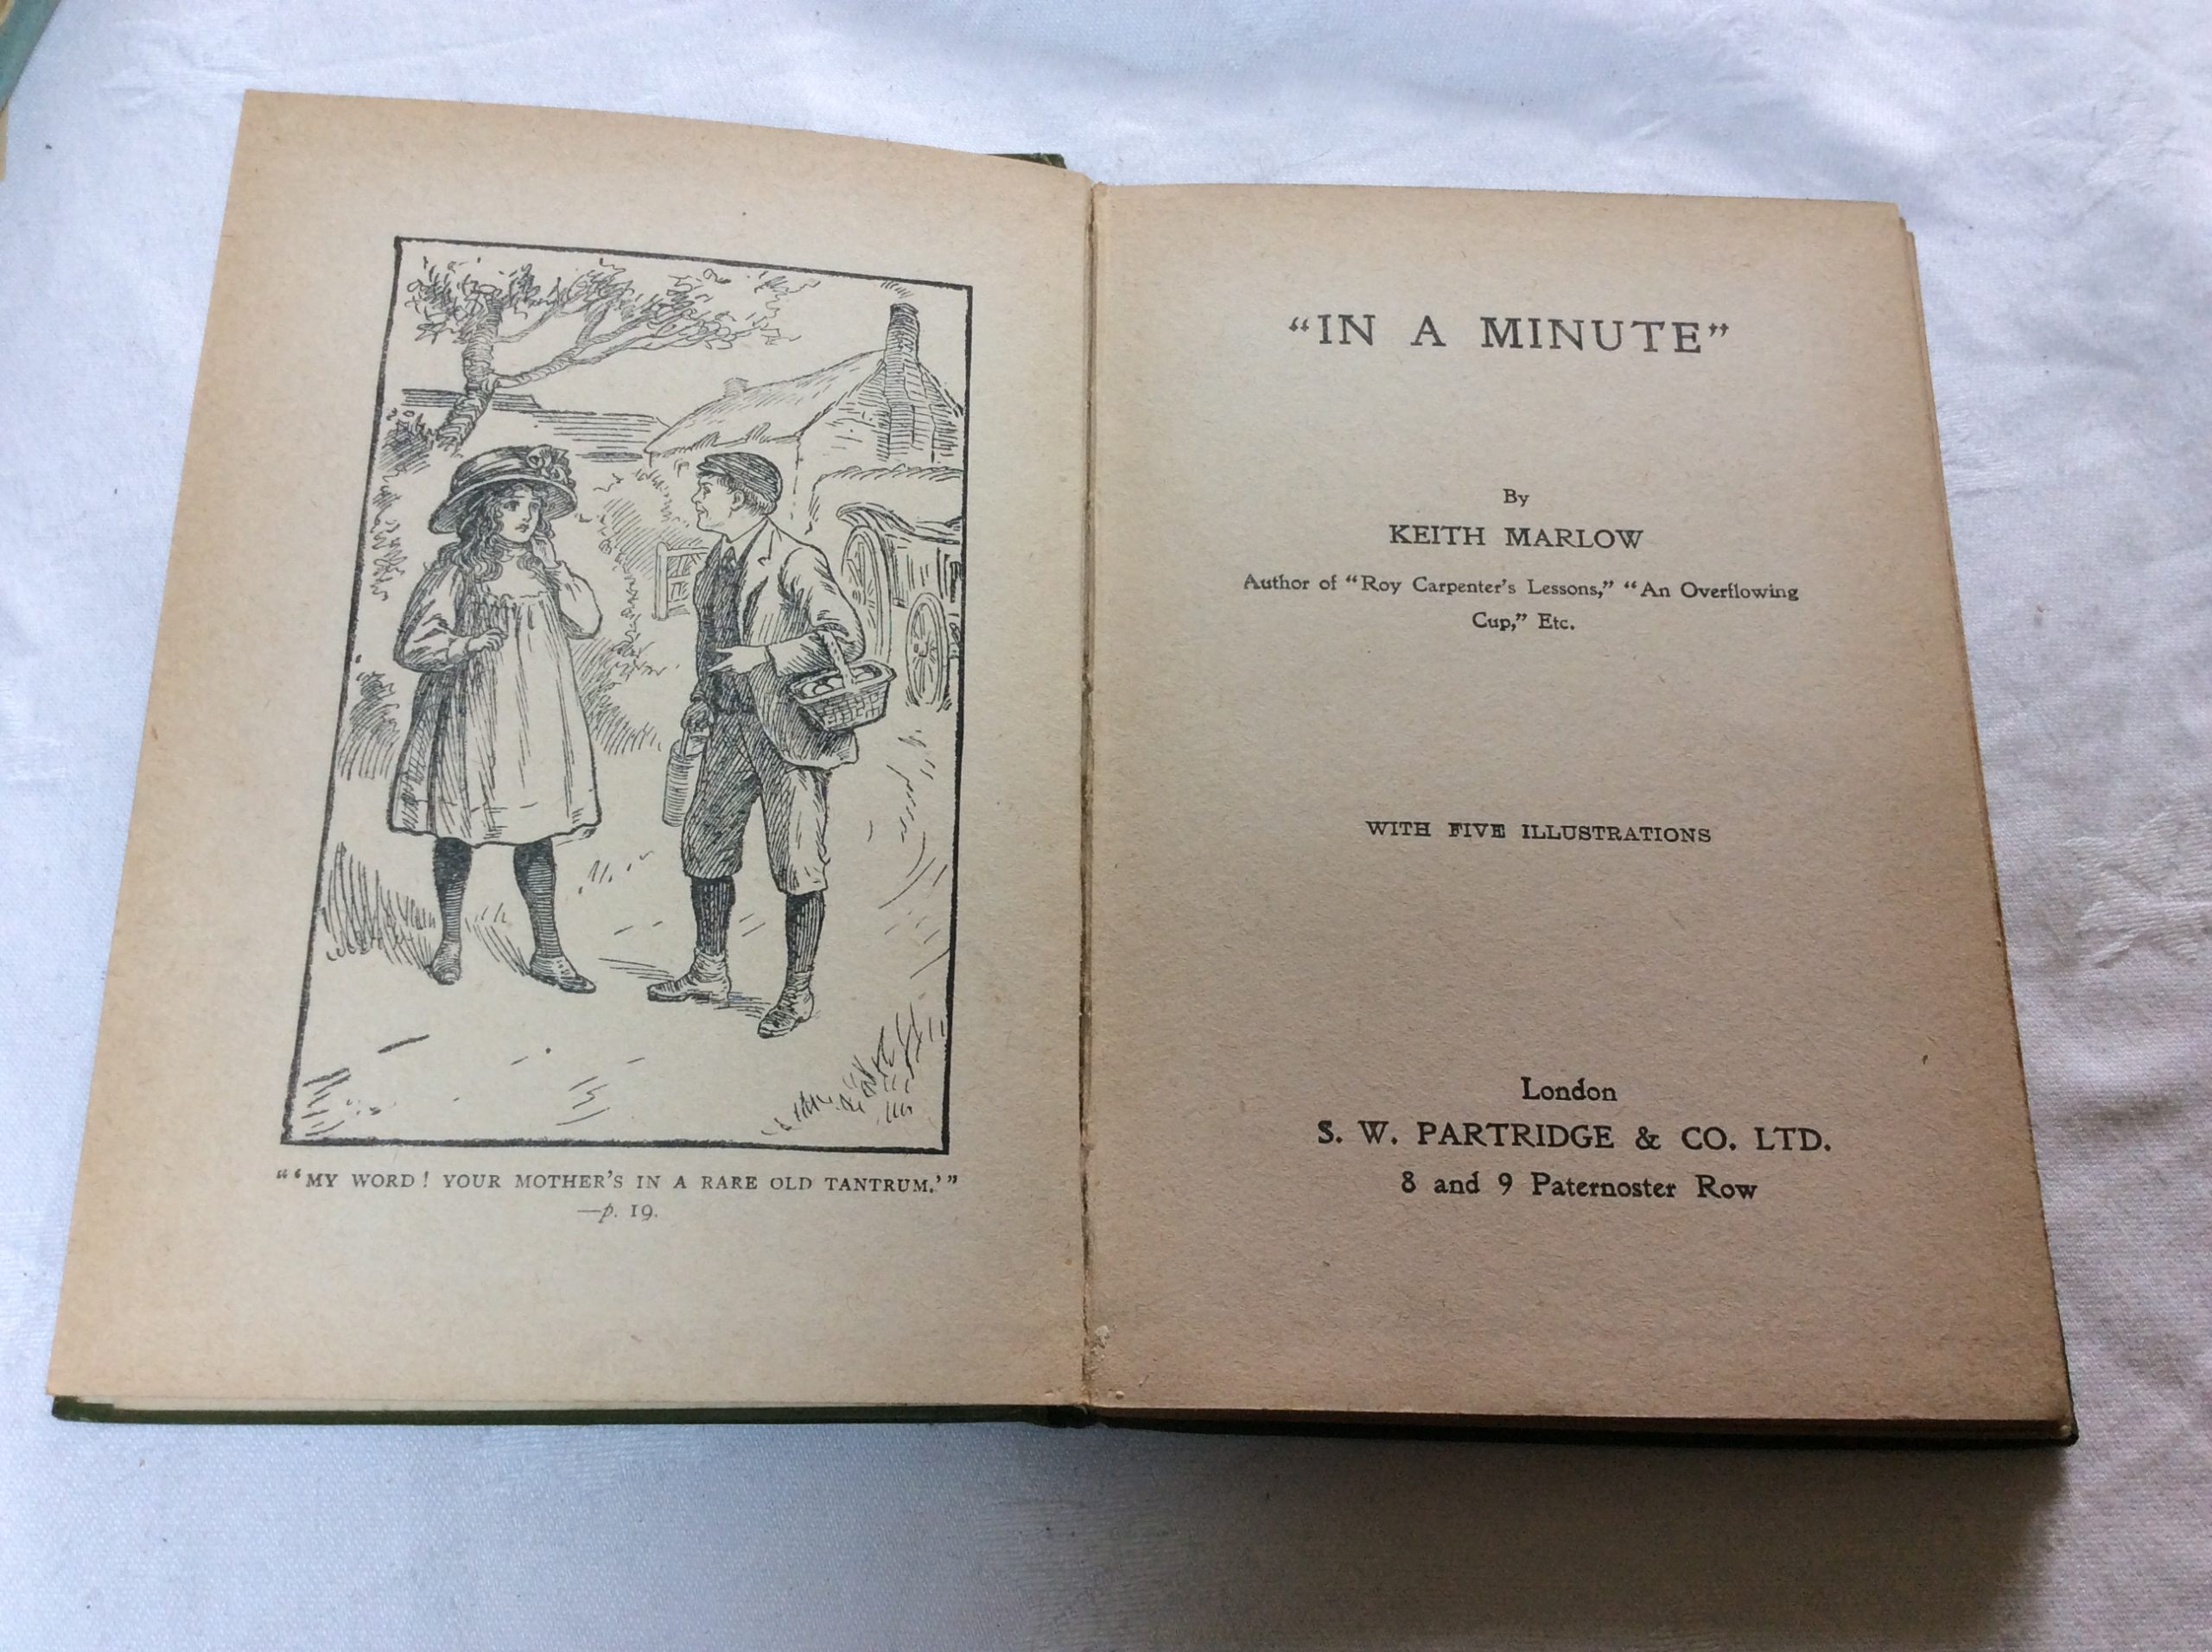 “‘MY WORD! YOUR MOTHER’S IN A RARE OLD TANTRUM.’”
—p. 19.
“IN A MINUTE”
By
KEITH MARLOW
Author of “Roy Carpenter’s Lessons,” “An Overflowing
Cup,” Etc.
WITH FIVE ILLUSTRATIONS
London
S. W. PARTRIDGE & CO. LTD.
8 and 9 Paternoster Row